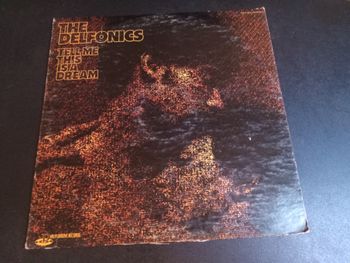 THE
DELFONICS
TELL ME
THIS
IS A
DREAM